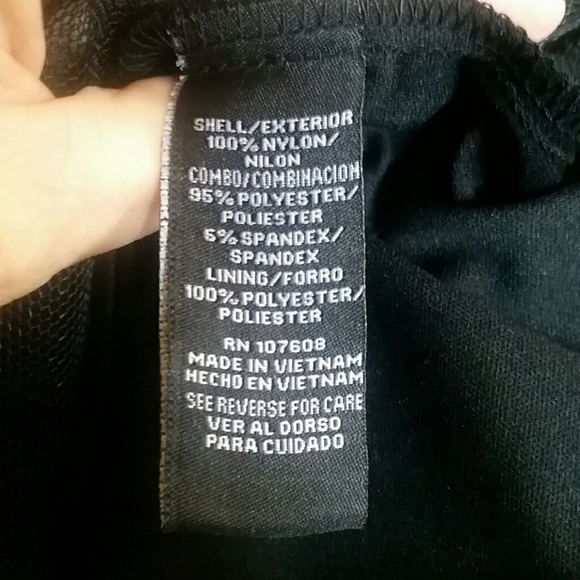 SHELL/EXTERIOR
100% NYLON/
NILON
COMBO/COMBINACION
95% POLYESTER/
POLIESTER
5% SPANDEX/
SPANDEX
LINING/FORRO
100% POLYESTER/
POLIESTER
RN 107608
MADE IN VIETNAM
HECHO EN VIETNAM
SEE REVERSE FOR CARE
VER AL DORSO
PARA CUIDADO